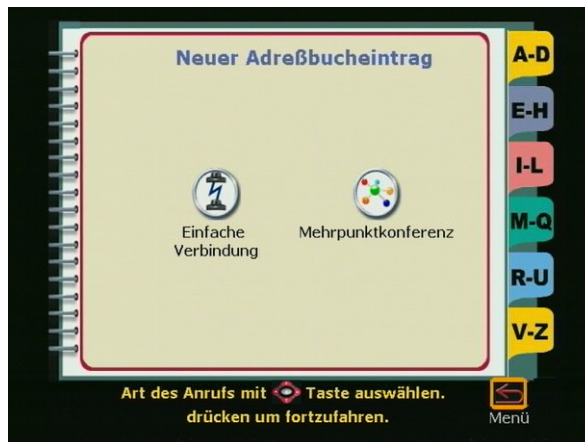 Neuer Adreßbucheintrag
A-D
E-H
I-L
M-Q
R-U
V-Z
Einfache
Verbindung
Mehrpunktkonferenz
Art des Anrufs mit Taste auswählen.
drücken um fortzufahren.
Menü